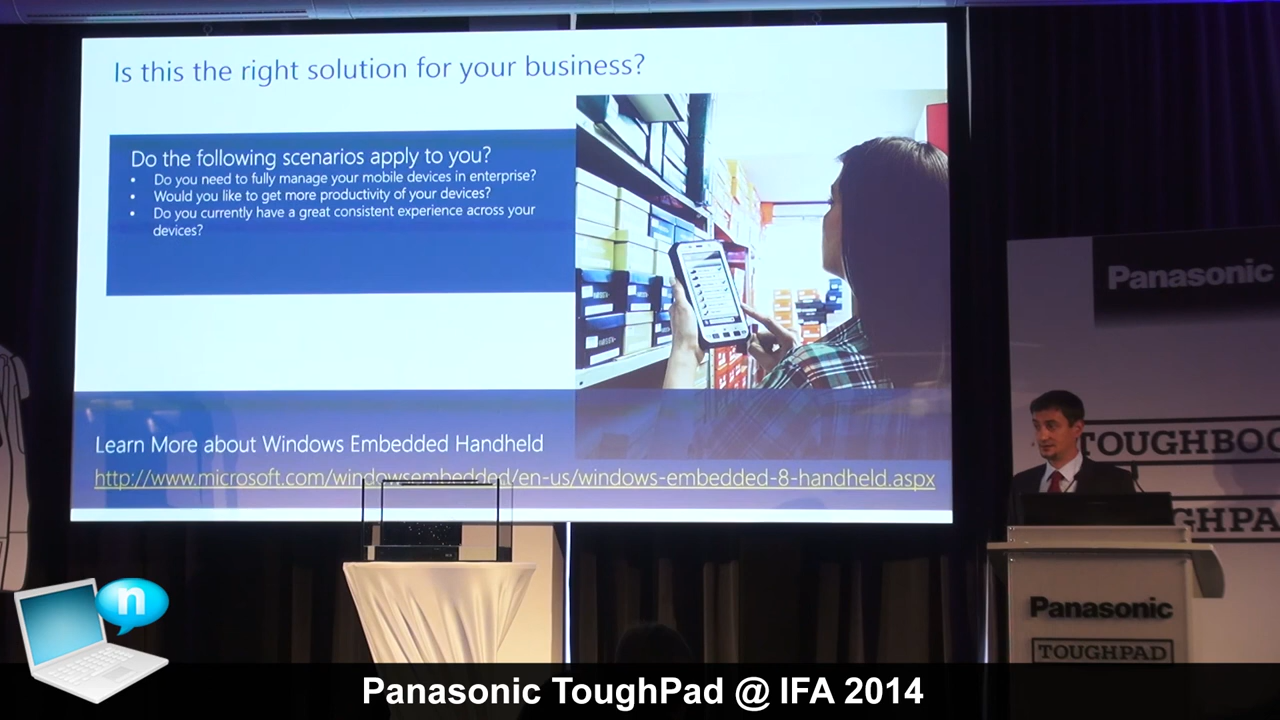 Is this the right solution for your business?
Do the following scenarios apply to you?
• Do you need to fully manage your mobile devices in enterprise?
• Would you like to get more productivity of your devices?
• Do you currently have a great consistent experience across your
devices?
Learn More about Windows Embedded Handheld
http://www.microsoft.com/windowsembedded/en-us/windows-embedded-8-handheld.aspx
Panasonic
TOUGHBOO
GHPA
Panasonic
TOUGHPAD
n
Panasonic ToughPad @ IFA 2014